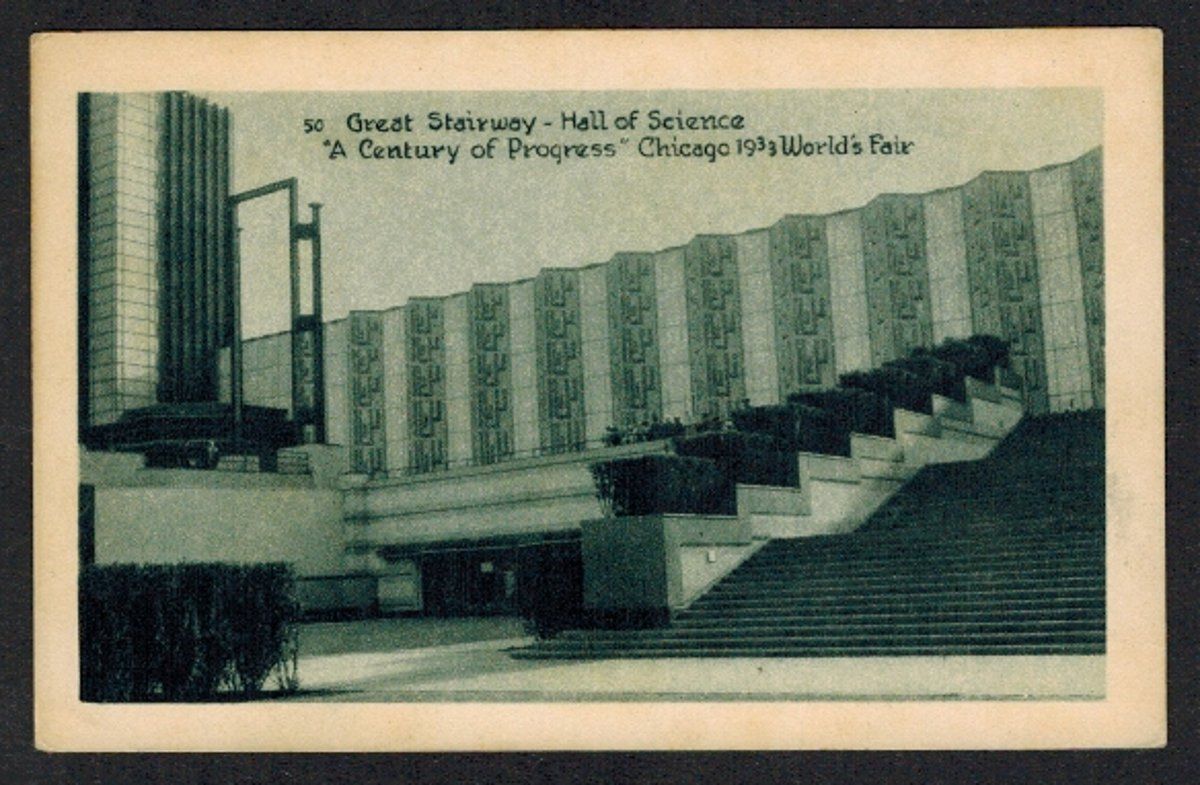 50 Great Stairway - Hall of Science
"A Century of Progress" Chicago 1933 World's Fair